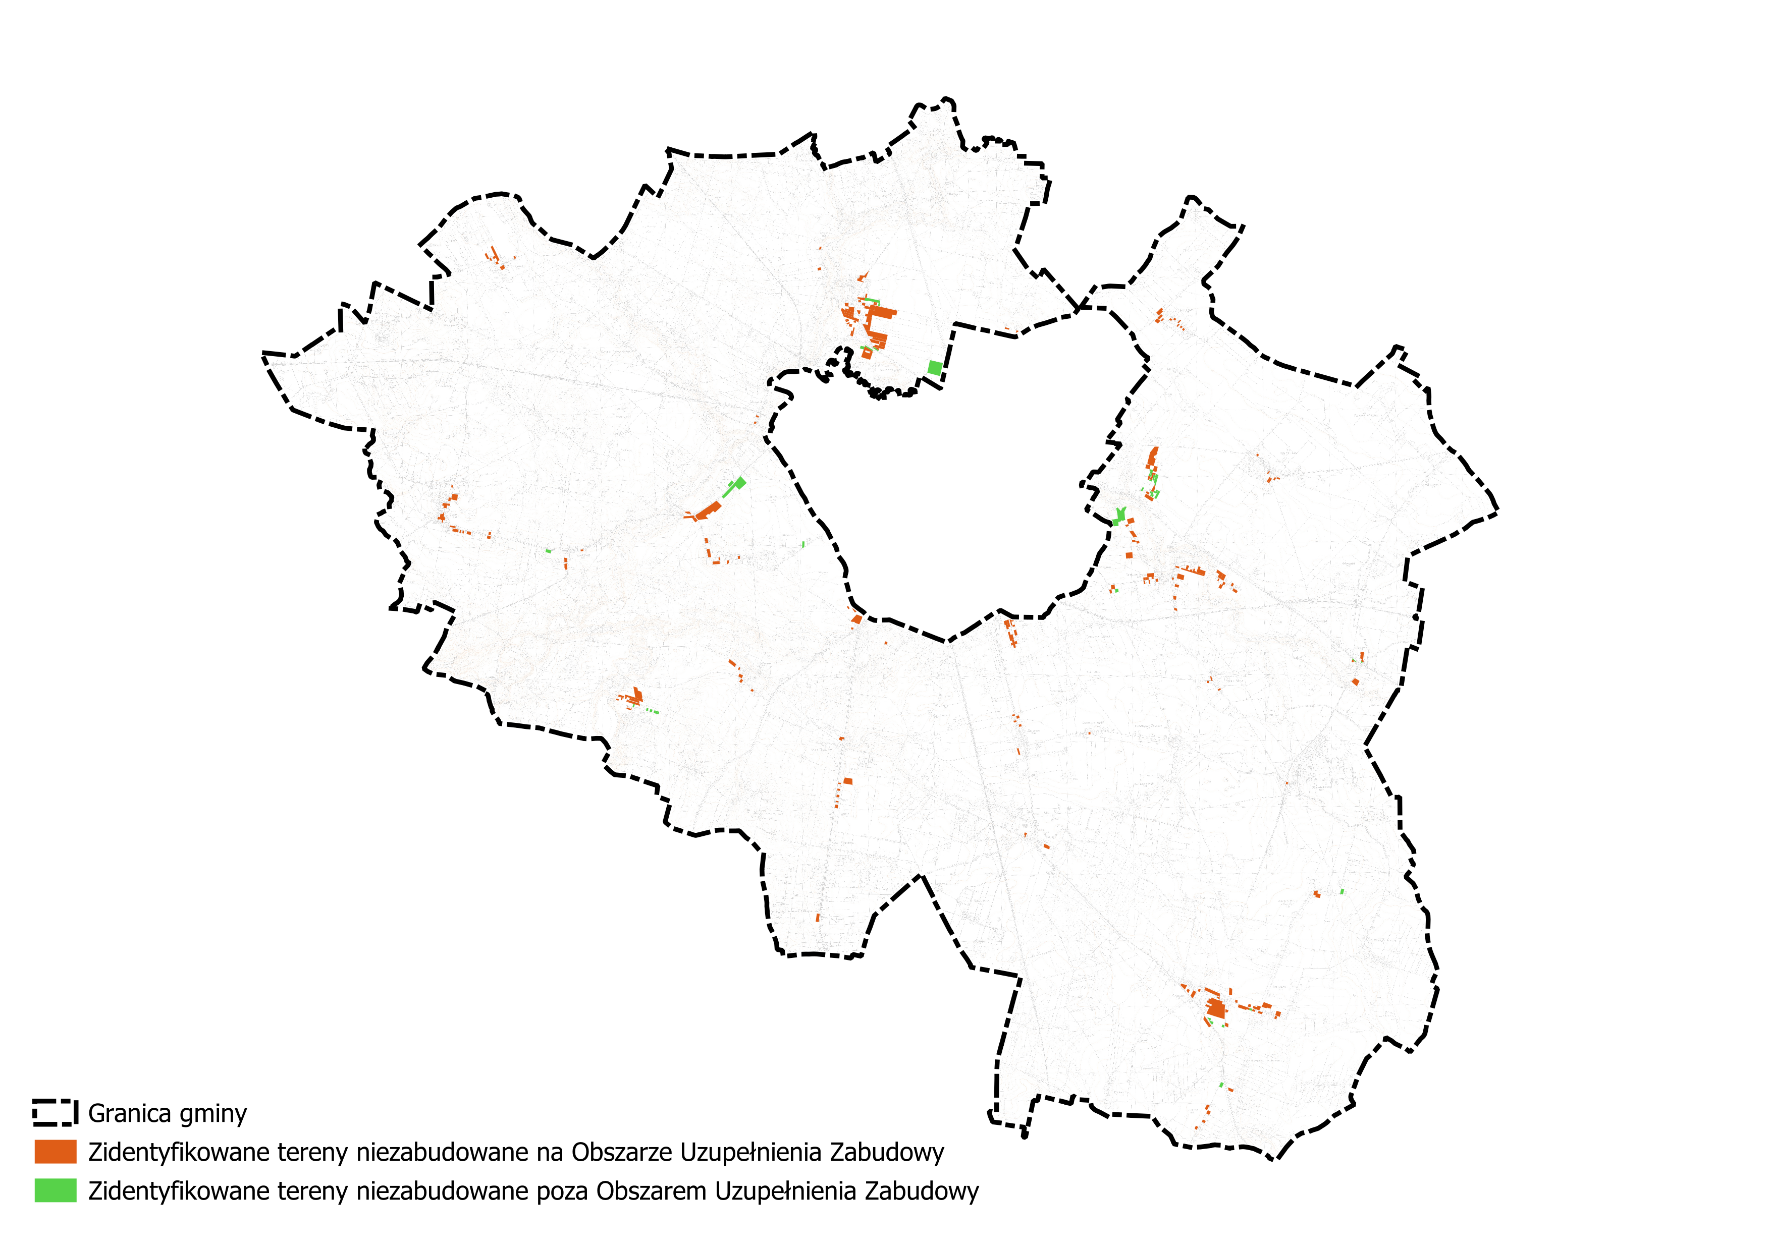 Granica gminy
Zidentyfikowane tereny niezabudowane na Obszarze Uzupełnienia Zabudowy
Zidentyfikowane tereny niezabudowane poza Obszarem Uzupełnienia Zabudowy